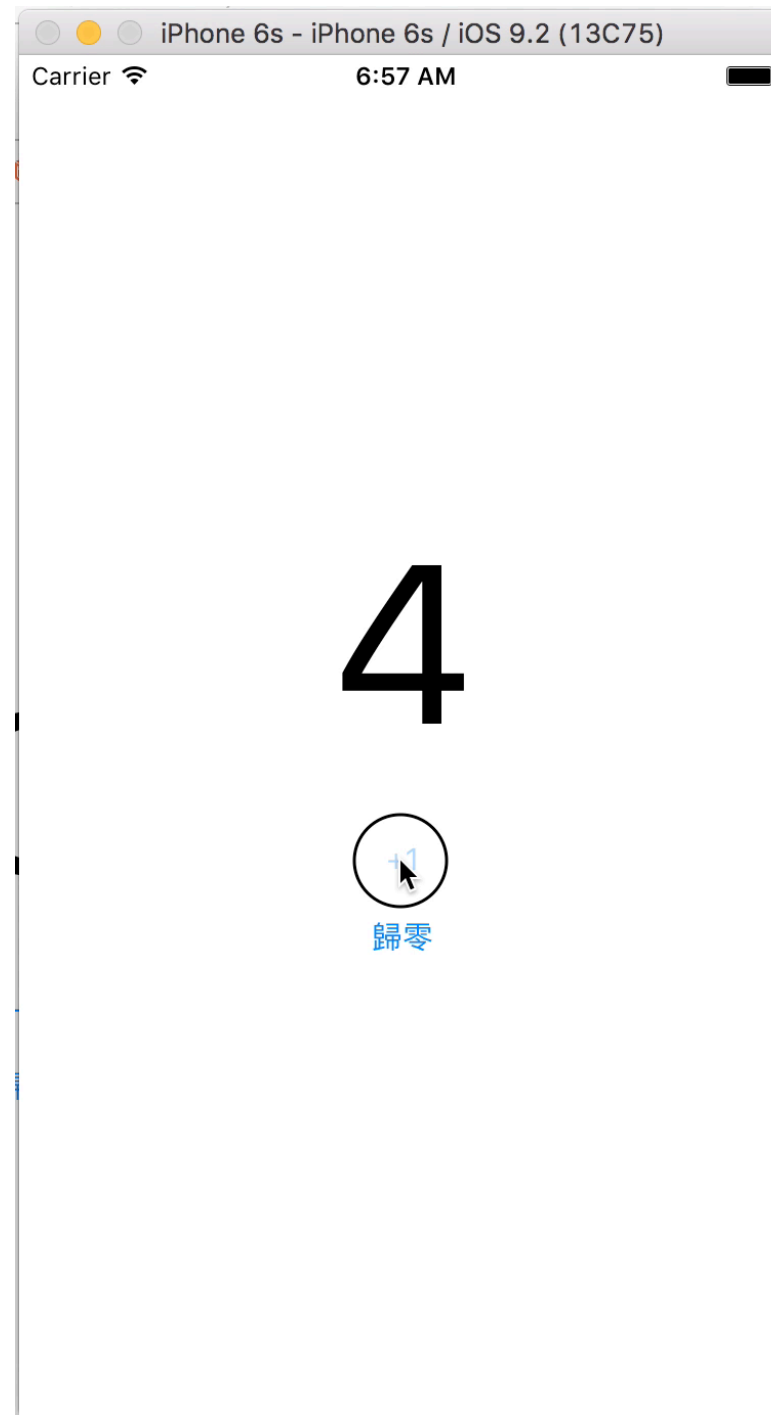 iPhone 6s - iPhone 6s / iOS 9.2 (13C75)
Carrier 6:57 AM
4
+1
歸零